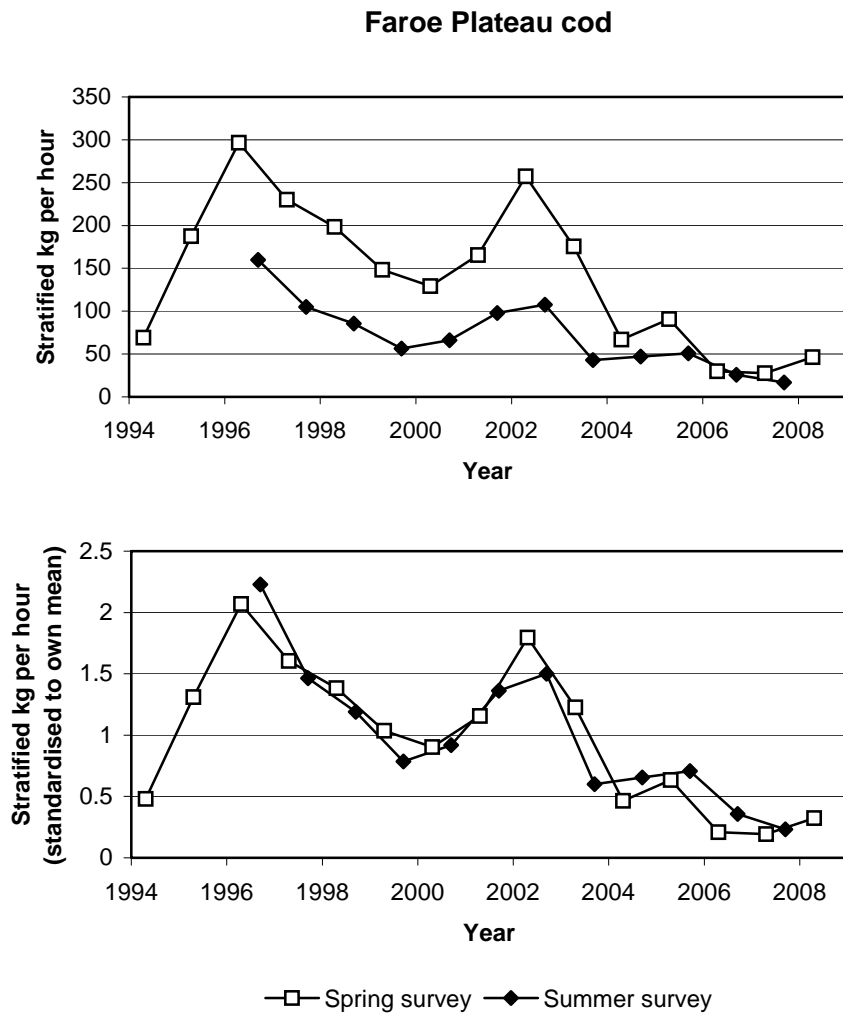 Faroe Plateau cod
350
300
250
200
150
100
50
0
Stratified kg per hour
1994 1996 1998 2000 2002 2004 2006 2008
Year
2.5
2
1.5
1
0.5
0
Stratified kg per hour
(standardised to own mean)
1994 1996 1998 2000 2002 2004 2006 2008
Year
Spring survey Summer survey